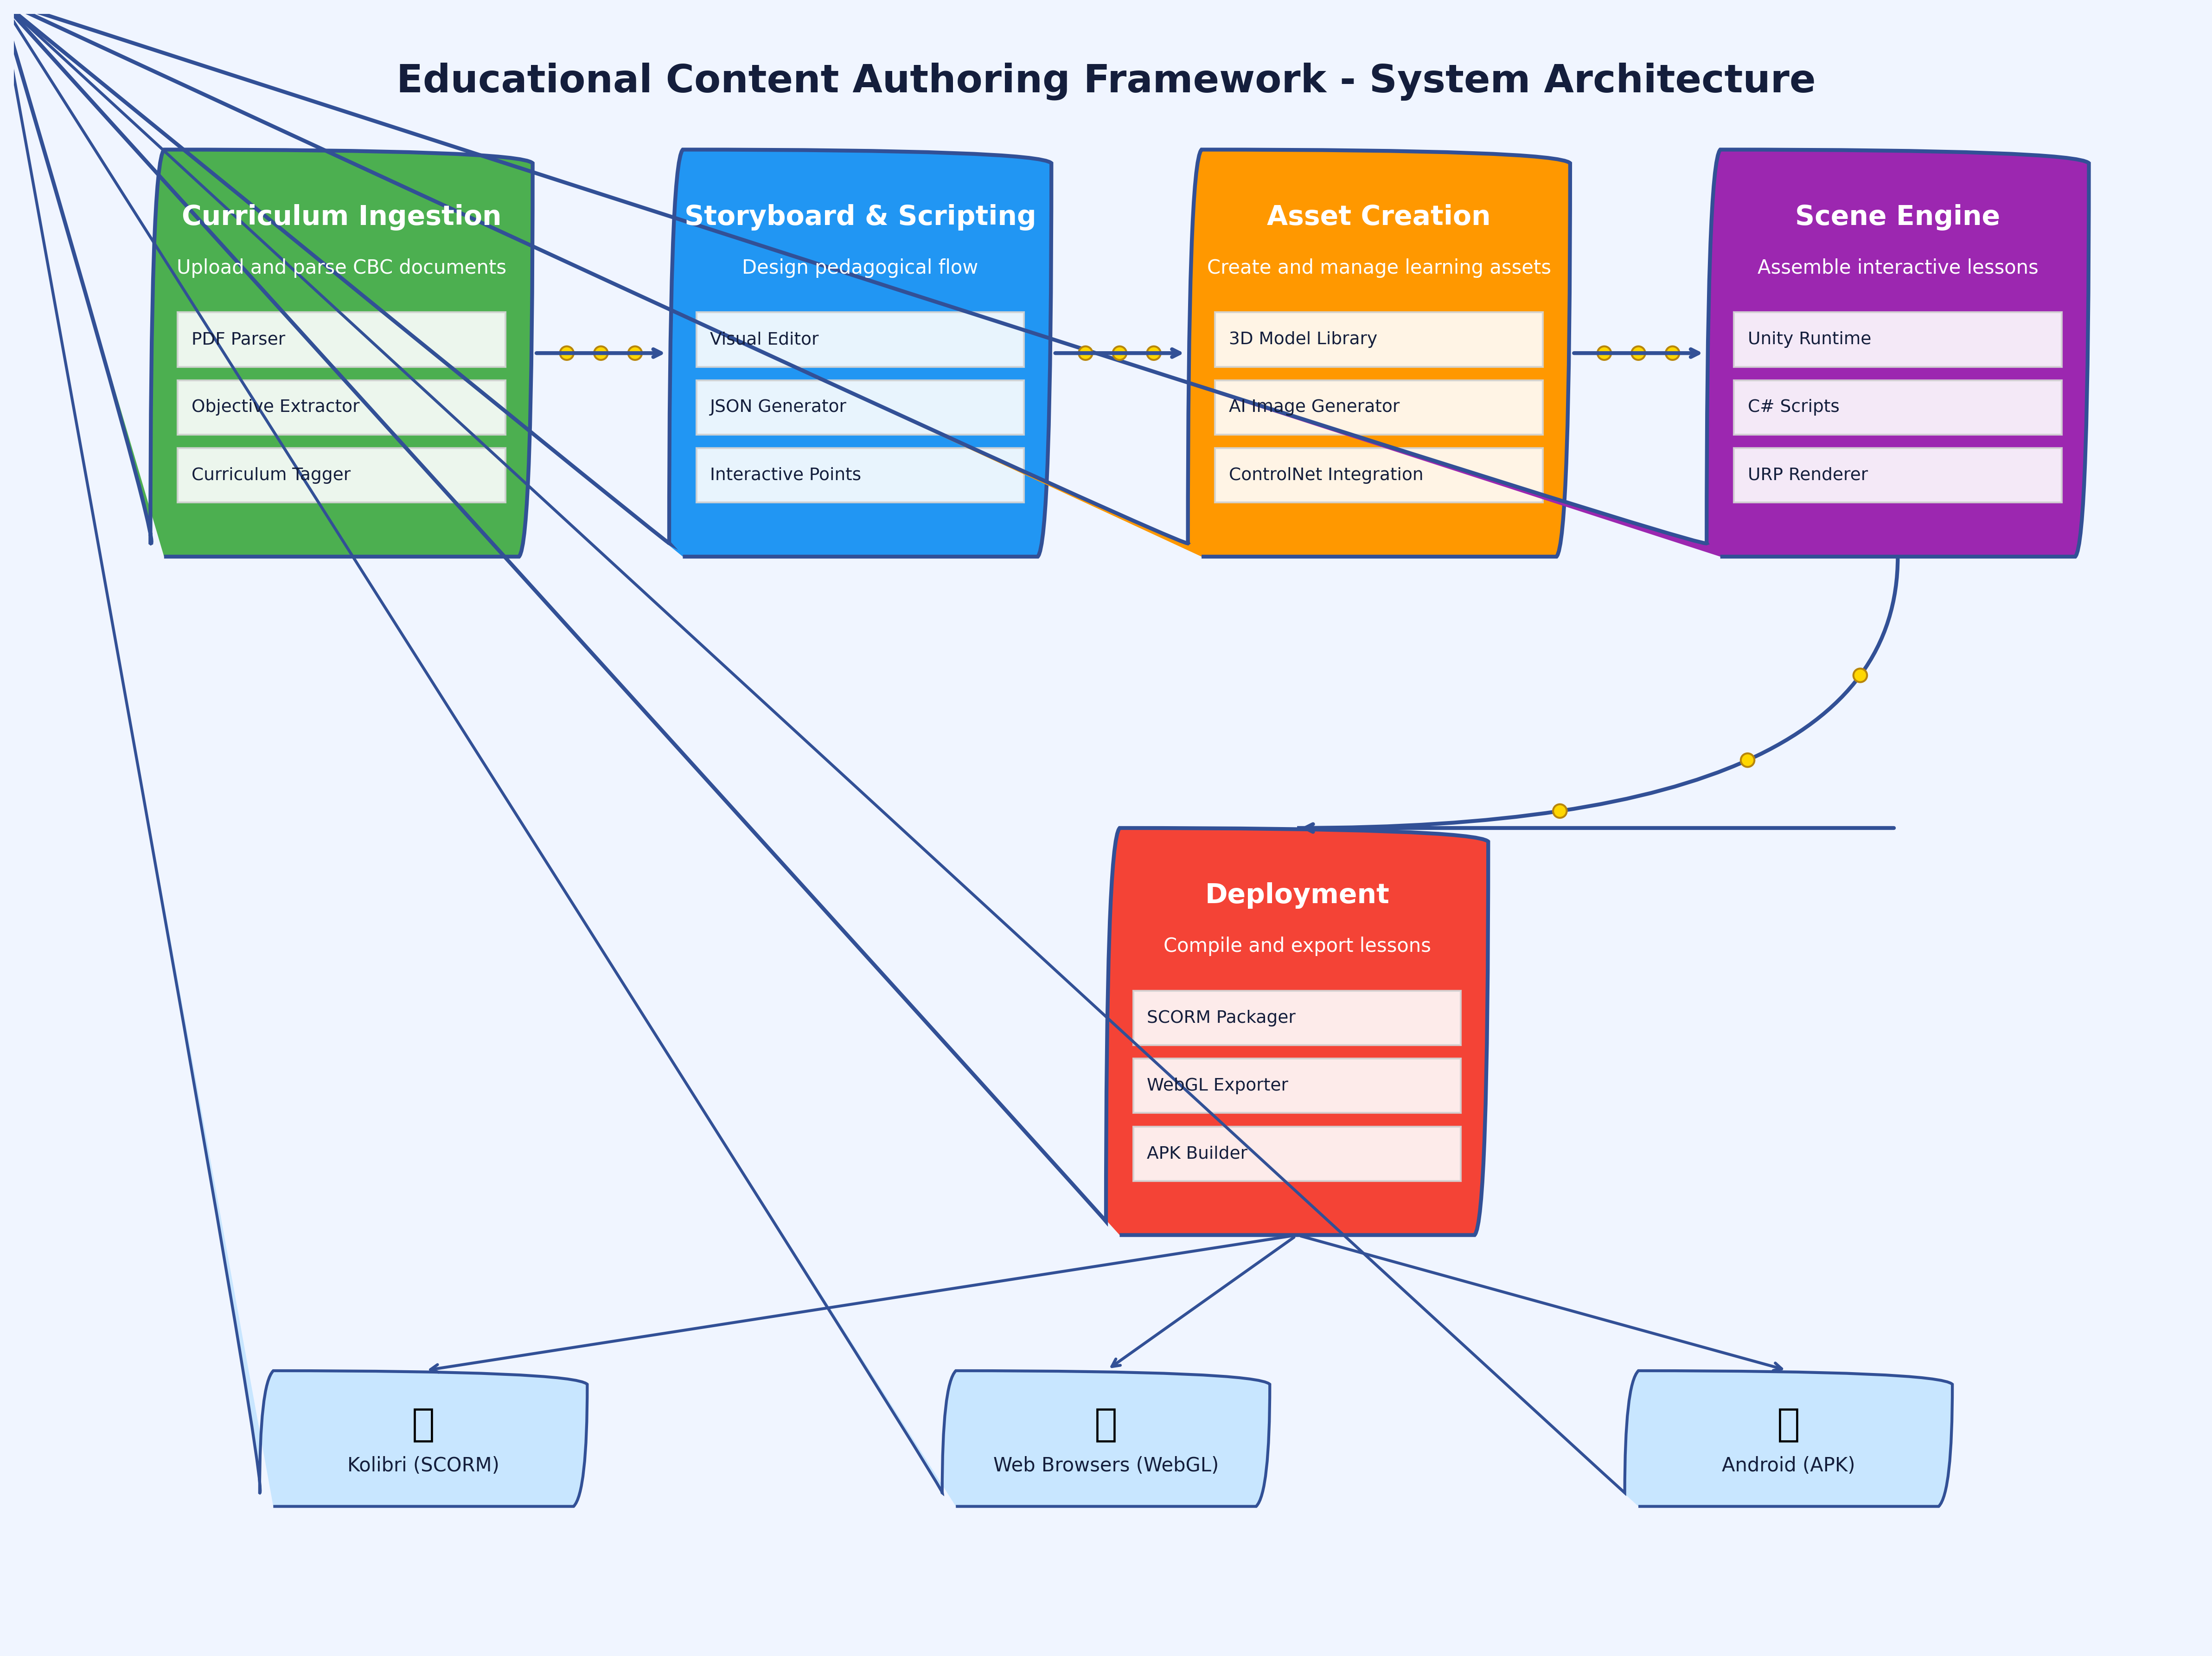 Educational Content Authoring Framework - System Architecture
Curriculum Ingestion
Upload and parse CBC documents
PDF Parser
Objective Extractor
Curriculum Tagger
Storyboard & Scripting
Design pedagogical flow
Visual Editor
JSON Generator
Interactive Points
Asset Creation
Create and manage learning assets
3D Model Library
AI Image Generator
ControlNet Integration
Scene Engine
Assemble interactive lessons
Unity Runtime
C# Scripts
URP Renderer
Deployment
Compile and export lessons
SCORM Packager
WebGL Exporter
APK Builder
Kolibri (SCORM)
Web Browsers (WebGL)
Android (APK)